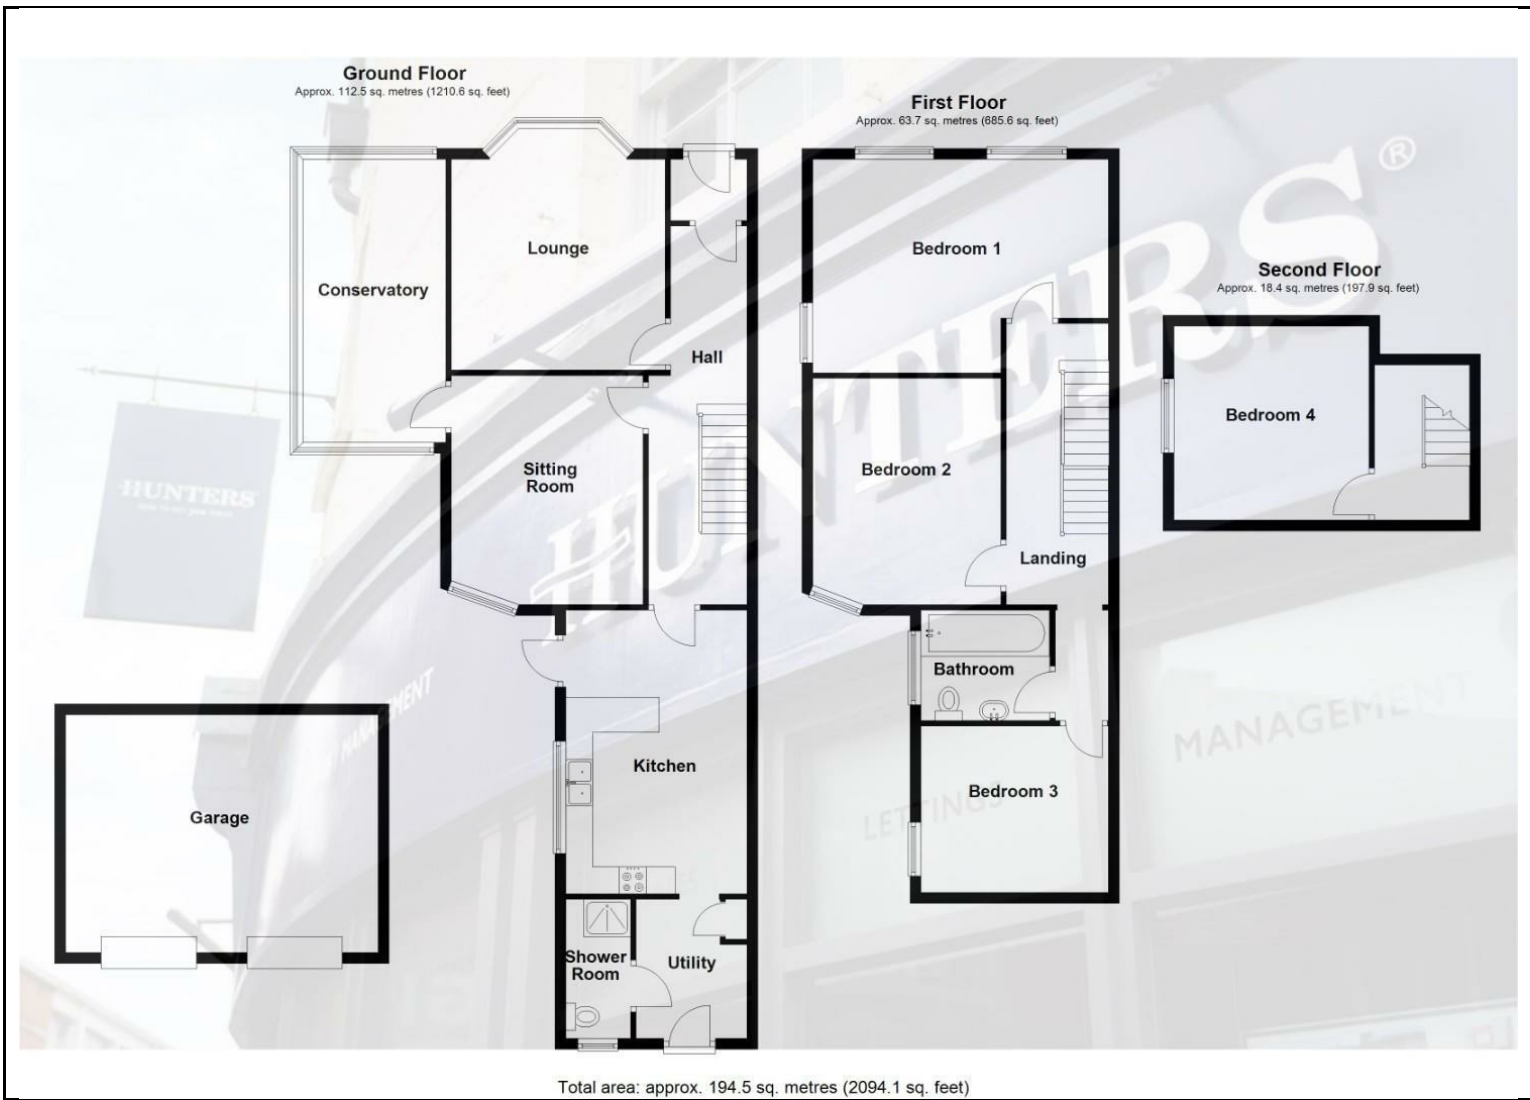 Ground Floor
Approx. 112.5 sq. metres (1210.6 sq. feet)
First Floor
Approx. 63.7 sq. metres (685.6 sq. feet)
Second Floor
Approx. 18.4 sq. metres (197.9 sq. feet)
Lounge
Conservatory
Hall
Sitting
Room
Kitchen
Garage
Shower
Room
Utility
Bedroom 1
Bedroom 2
Landing
Bathroom
Bedroom 3
Bedroom 4
HUNTERS®
HUNTERS
MANAGEMENT
LETTINGS
MANAGEMENT
Total area: approx. 194.5 sq. metres (2094.1 sq. feet)